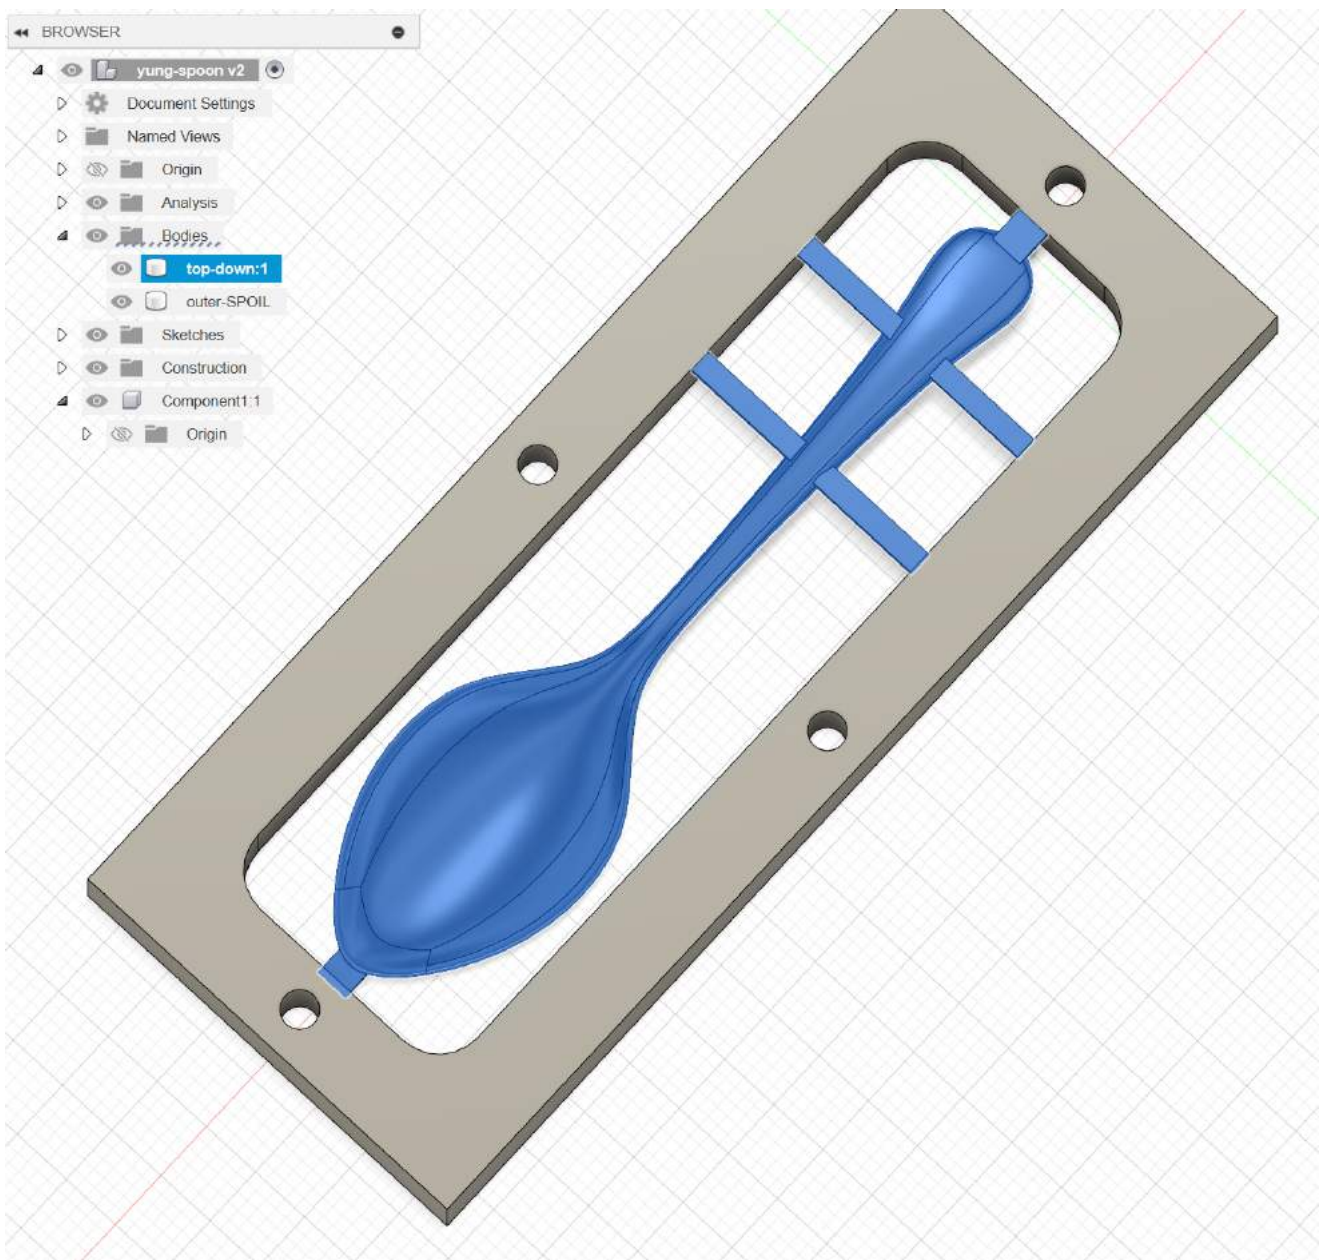 BROWSER
yung-spoon v2
Document Settings
Named Views
Origin
Analysis
Bodies
top-down:1
outer-SPOIL
Sketches
Construction
Component1:1
Origin